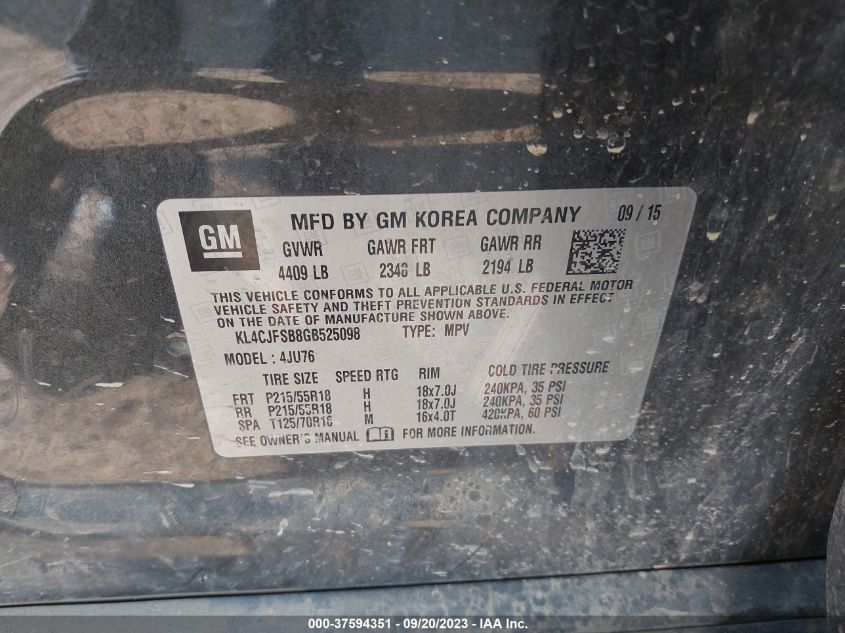 GM MFD BY GM KOREA COMPANY 09 / 15
GVWR GAWR FRT GAWR RR
4409 LB 2348 LB 2194 LB
THIS VEHICLE CONFORMS TO ALL APPLICABLE U.S. FEDERAL MOTOR
VEHICLE SAFETY AND THEFT PREVENTION STANDARDS IN EFFECT
ON THE DATE OF MANUFACTURE SHOWN ABOVE.
KL4CJFSB8GB525098 TYPE: MPV
MODEL : 4JU76
TIRE SIZE SPEED RTG RIM COLD TIRE PRESSURE
FRT P215/55R18 H 18x7.0J 240KPA, 35 PSI
RR P215/55R18 H 18x7.0J 240KPA, 35 PSI
SPA T125/70R16 M 16x4.0T 420KPA, 60 PSI
SEE OWNER'S MANUAL FOR MORE INFORMATION.
000-37594351 - 09/20/2023 - IAA Inc.